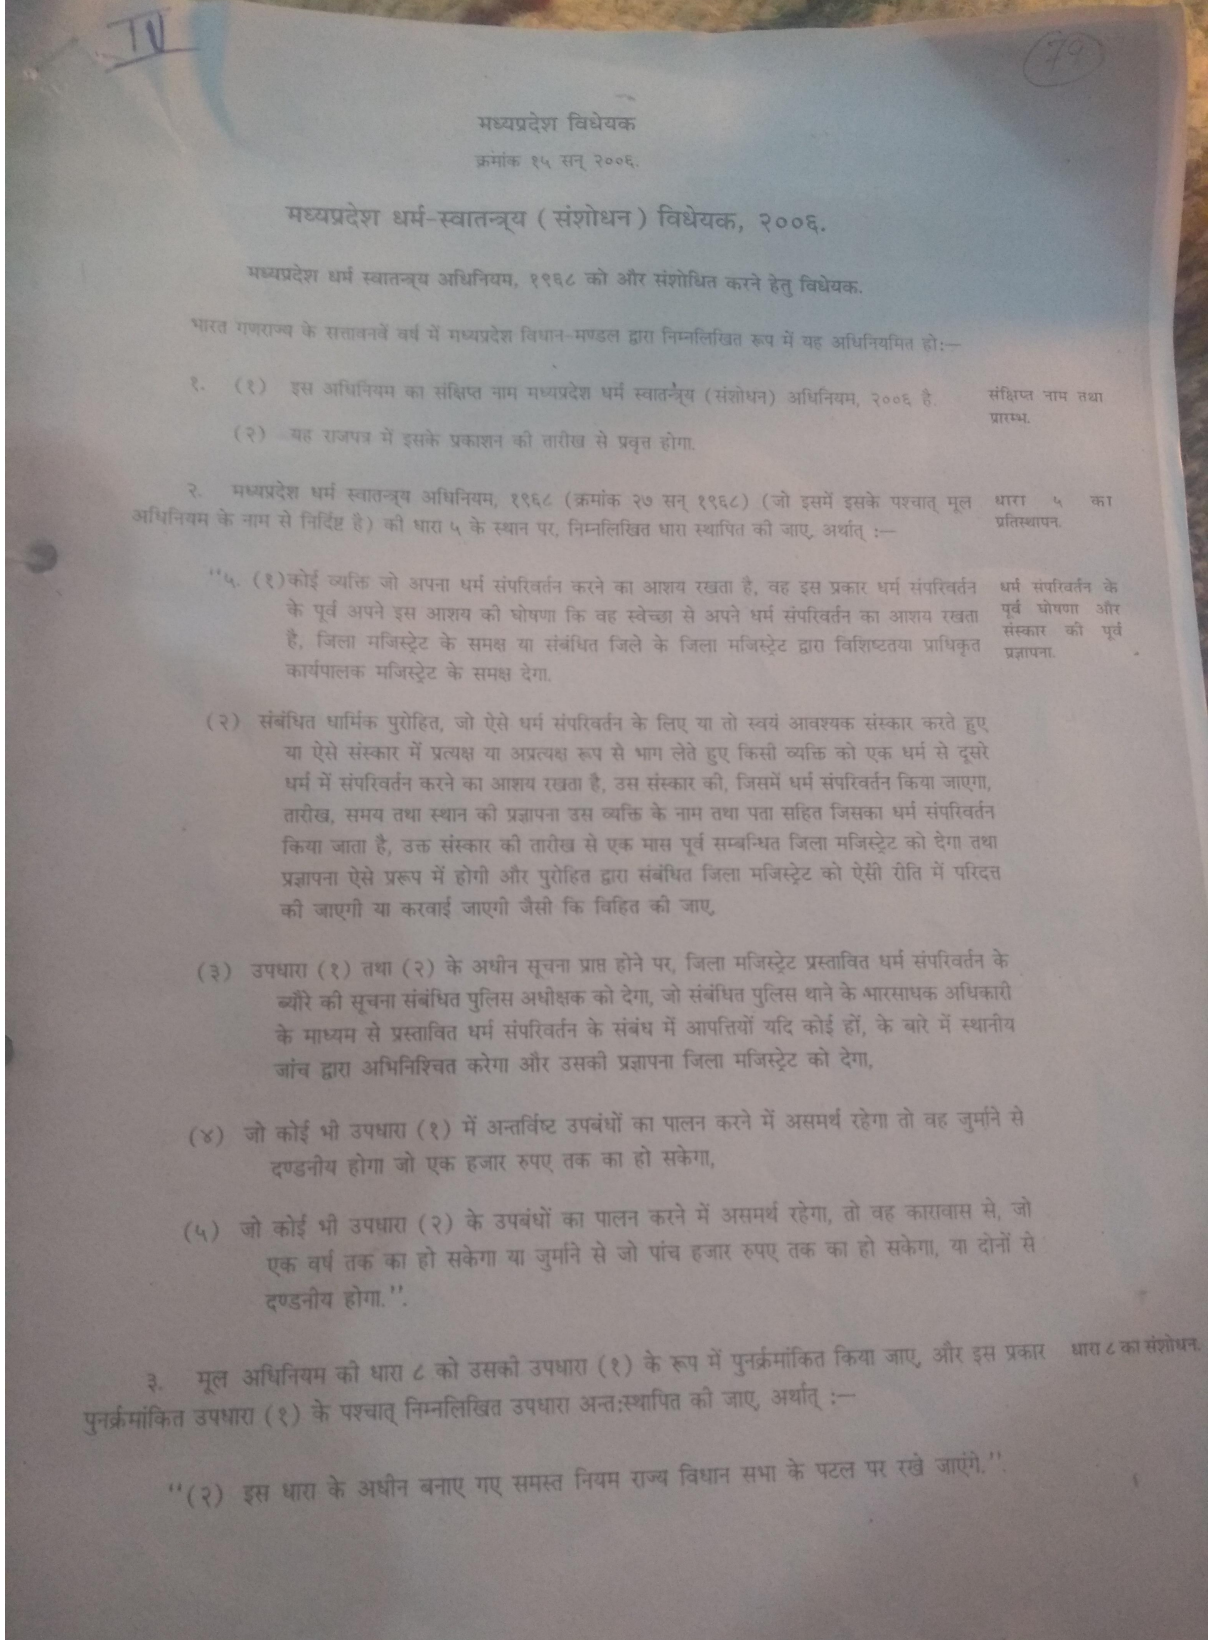 IV
79
मध्यप्रदेश विधेयक
क्रमांक १५ सन् २००६.
मध्यप्रदेश धर्म-स्वातन्त्र्य (संशोधन) विधेयक, २००६.
मध्यप्रदेश धर्म स्वातन्त्र्य अधिनियम, १९६८ को और संशोधित करने हेतु विधेयक.
भारत गणराज्य के सतावनवें वर्ष में मध्यप्रदेश विधान-मण्डल द्वारा निम्नलिखित रूप में यह अधिनियमित हो:—
१. (१) इस अधिनियम का संक्षिप्त नाम मध्यप्रदेश धर्म स्वातन्त्र्य (संशोधन) अधिनियम, २००६ है.
संक्षिप्त नाम तथा
प्रारम्भ.
(२) यह राजपत्र में इसके प्रकाशन की तारीख से प्रवृत्त होगा.
२. मध्यप्रदेश धर्म स्वातन्त्र्य अधिनियम, १९६८ (क्रमांक २७ सन् १९६८) (जो इसमें इसके पश्चात् मूल
अधिनियम के नाम से निर्दिष्ट है) की धारा ५ के स्थान पर, निम्नलिखित धारा स्थापित की जाए, अर्थात् :—
धारा ५ का
प्रतिस्थापन.
"५. (१)कोई व्यक्ति जो अपना धर्म संपरिवर्तन करने का आशय रखता है, वह इस प्रकार धर्म संपरिवर्तन
के पूर्व अपने इस आशय की घोषणा कि वह स्वेच्छा से अपने धर्म संपरिवर्तन का आशय रखता
है, जिला मजिस्ट्रेट के समक्ष या संबंधित जिले के जिला मजिस्ट्रेट द्वारा विशिष्टतया प्राधिकृत
कार्यपालक मजिस्ट्रेट के समक्ष देगा.
धर्म संपरिवर्तन के
पूर्व घोषणा और
संस्कार की पूर्व
प्रज्ञापना.
(२) संबंधित धार्मिक पुरोहित, जो ऐसे धर्म संपरिवर्तन के लिए या तो स्वयं आवश्यक संस्कार करते हुए
या ऐसे संस्कार में प्रत्यक्ष या अप्रत्यक्ष रूप से भाग लेते हुए किसी व्यक्ति को एक धर्म से दूसरे
धर्म में संपरिवर्तन करने का आशय रखता है, उस संस्कार की, जिसमें धर्म संपरिवर्तन किया जाएगा,
तारीख, समय तथा स्थान की प्रज्ञापना उस व्यक्ति के नाम तथा पता सहित जिसका धर्म संपरिवर्तन
किया जाता है, उक्त संस्कार की तारीख से एक मास पूर्व सम्बन्धित जिला मजिस्ट्रेट को देगा तथा
प्रज्ञापना ऐसे प्ररूप में होगी और पुरोहित द्वारा संबंधित जिला मजिस्ट्रेट को ऐसी रीति में परिदत्त
की जाएगी या करवाई जाएगी जैसी कि विहित की जाए,
(३) उपधारा (१) तथा (२) के अधीन सूचना प्राप्त होने पर, जिला मजिस्ट्रेट प्रस्तावित धर्म संपरिवर्तन के
ब्यौरे की सूचना संबंधित पुलिस अधीक्षक को देगा, जो संबंधित पुलिस थाने के भारसाधक अधिकारी
के माध्यम से प्रस्तावित धर्म संपरिवर्तन के संबंध में आपत्तियों यदि कोई हों, के बारे में स्थानीय
जांच द्वारा अभिनिश्चित करेगा और उसकी प्रज्ञापना जिला मजिस्ट्रेट को देगा,
(४) जो कोई भी उपधारा (१) में अन्तर्विष्ट उपबंधों का पालन करने में असमर्थ रहेगा तो वह जुर्माने से
दण्डनीय होगा जो एक हजार रुपए तक का हो सकेगा,
(५) जो कोई भी उपधारा (२) के उपबंधों का पालन करने में असमर्थ रहेगा, तो वह कारावास से, जो
एक वर्ष तक का हो सकेगा या जुर्माने से जो पांच हजार रुपए तक का हो सकेगा, या दोनों से
दण्डनीय होगा.".
३. मूल अधिनियम की धारा ८ को उसकी उपधारा (१) के रूप में पुनर्क्रमांकित किया जाए, और इस प्रकार
पुनर्क्रमांकित उपधारा (१) के पश्चात् निम्नलिखित उपधारा अन्त:स्थापित की जाए, अर्थात् :—
धारा ८ का संशोधन.
"(२) इस धारा के अधीन बनाए गए समस्त नियम राज्य विधान सभा के पटल पर रखे जाएंगे.".